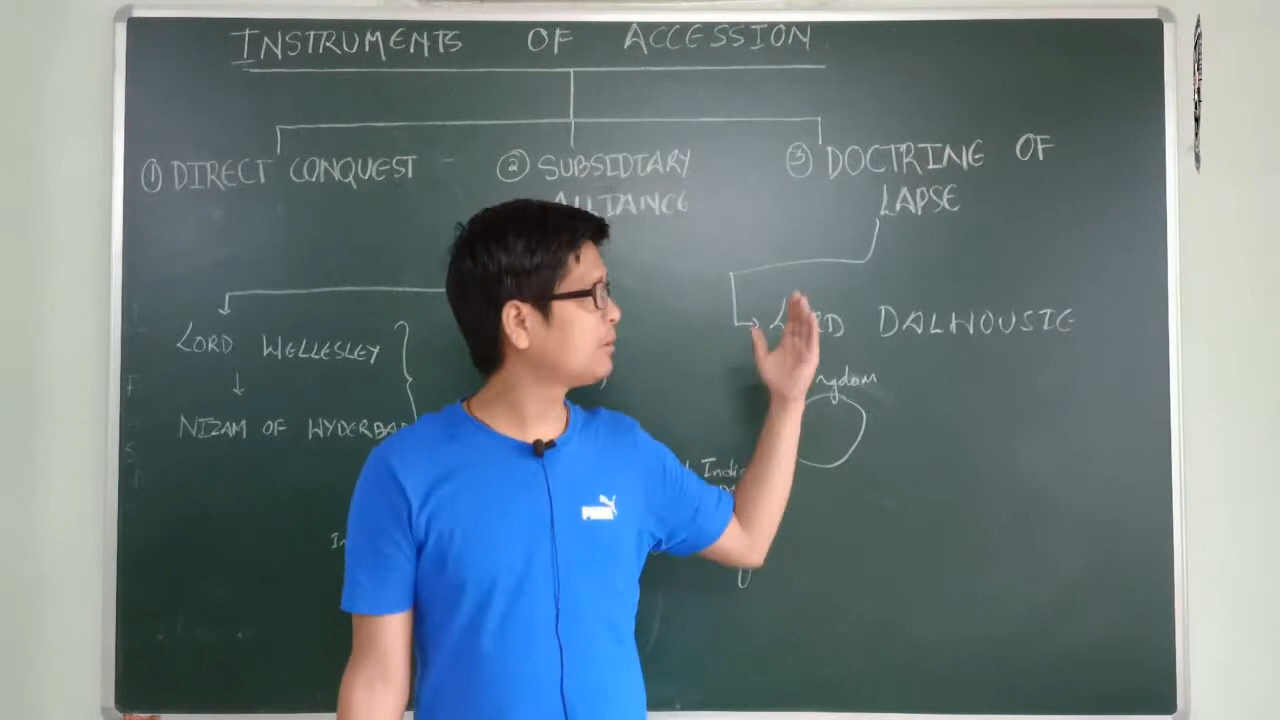 INSTRUMENTS OF ACCESSION
① DIRECT CONQUEST
② SUBSIDIARY
ALLIANCE
③ DOCTRINE OF
LAPSE
LORD WELLESLEY
NIZAM OF HYDERBAD
DALHOUSIE
PUMA